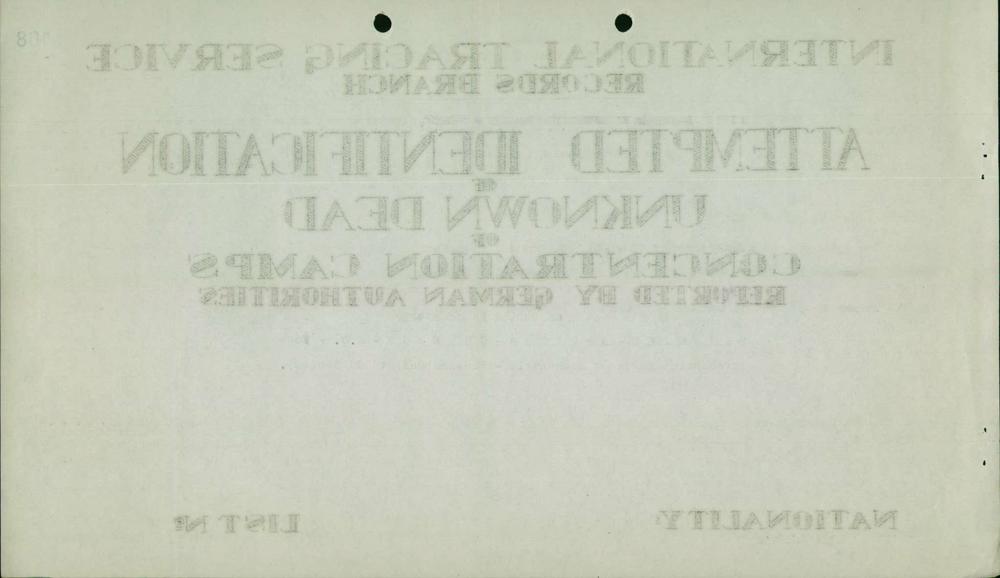 INTERNATIONAL TRACING SERVICE
RECORDS BRANCH
ATTEMPTED IDENTIFICATION
OF
UNKNOWN DEAD
OF
CONCENTRATION CAMPS
REPORTED BY GERMAN AUTHORITIES
NATIONALITY:
LIST Nº